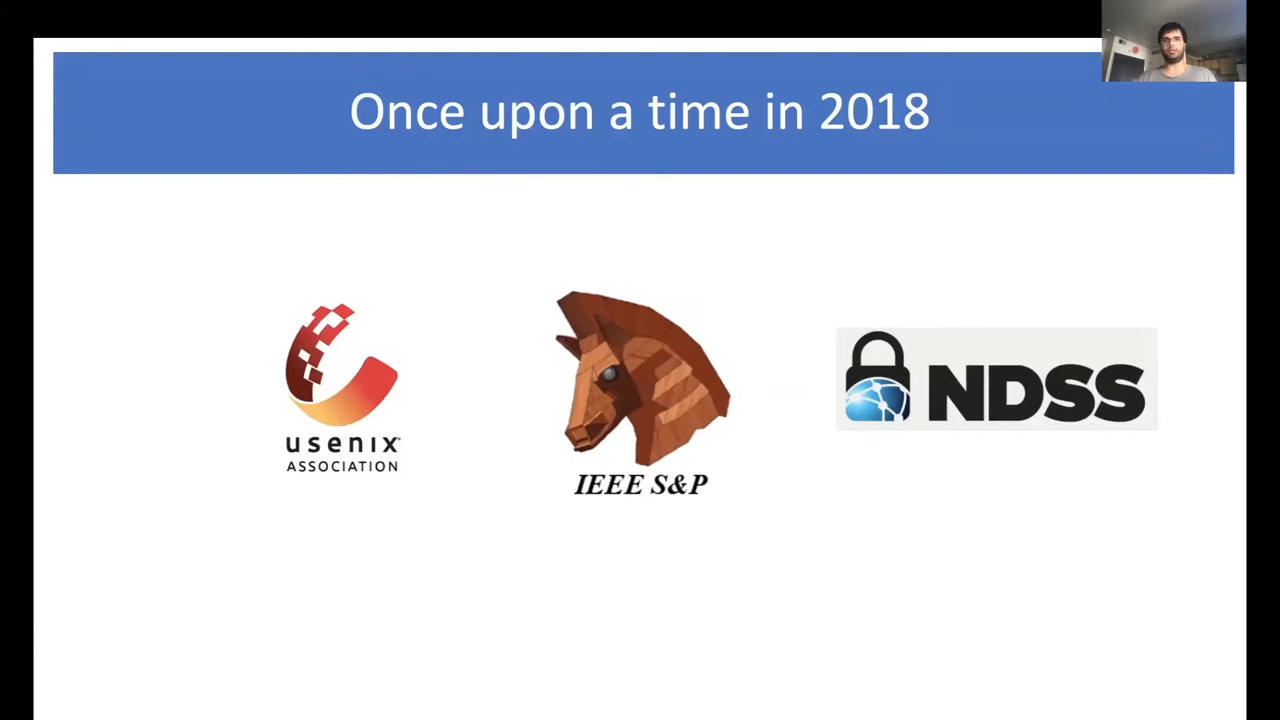 Once upon a time in 2018
usenix
ASSOCIATION
IEEE S&P
NDSS